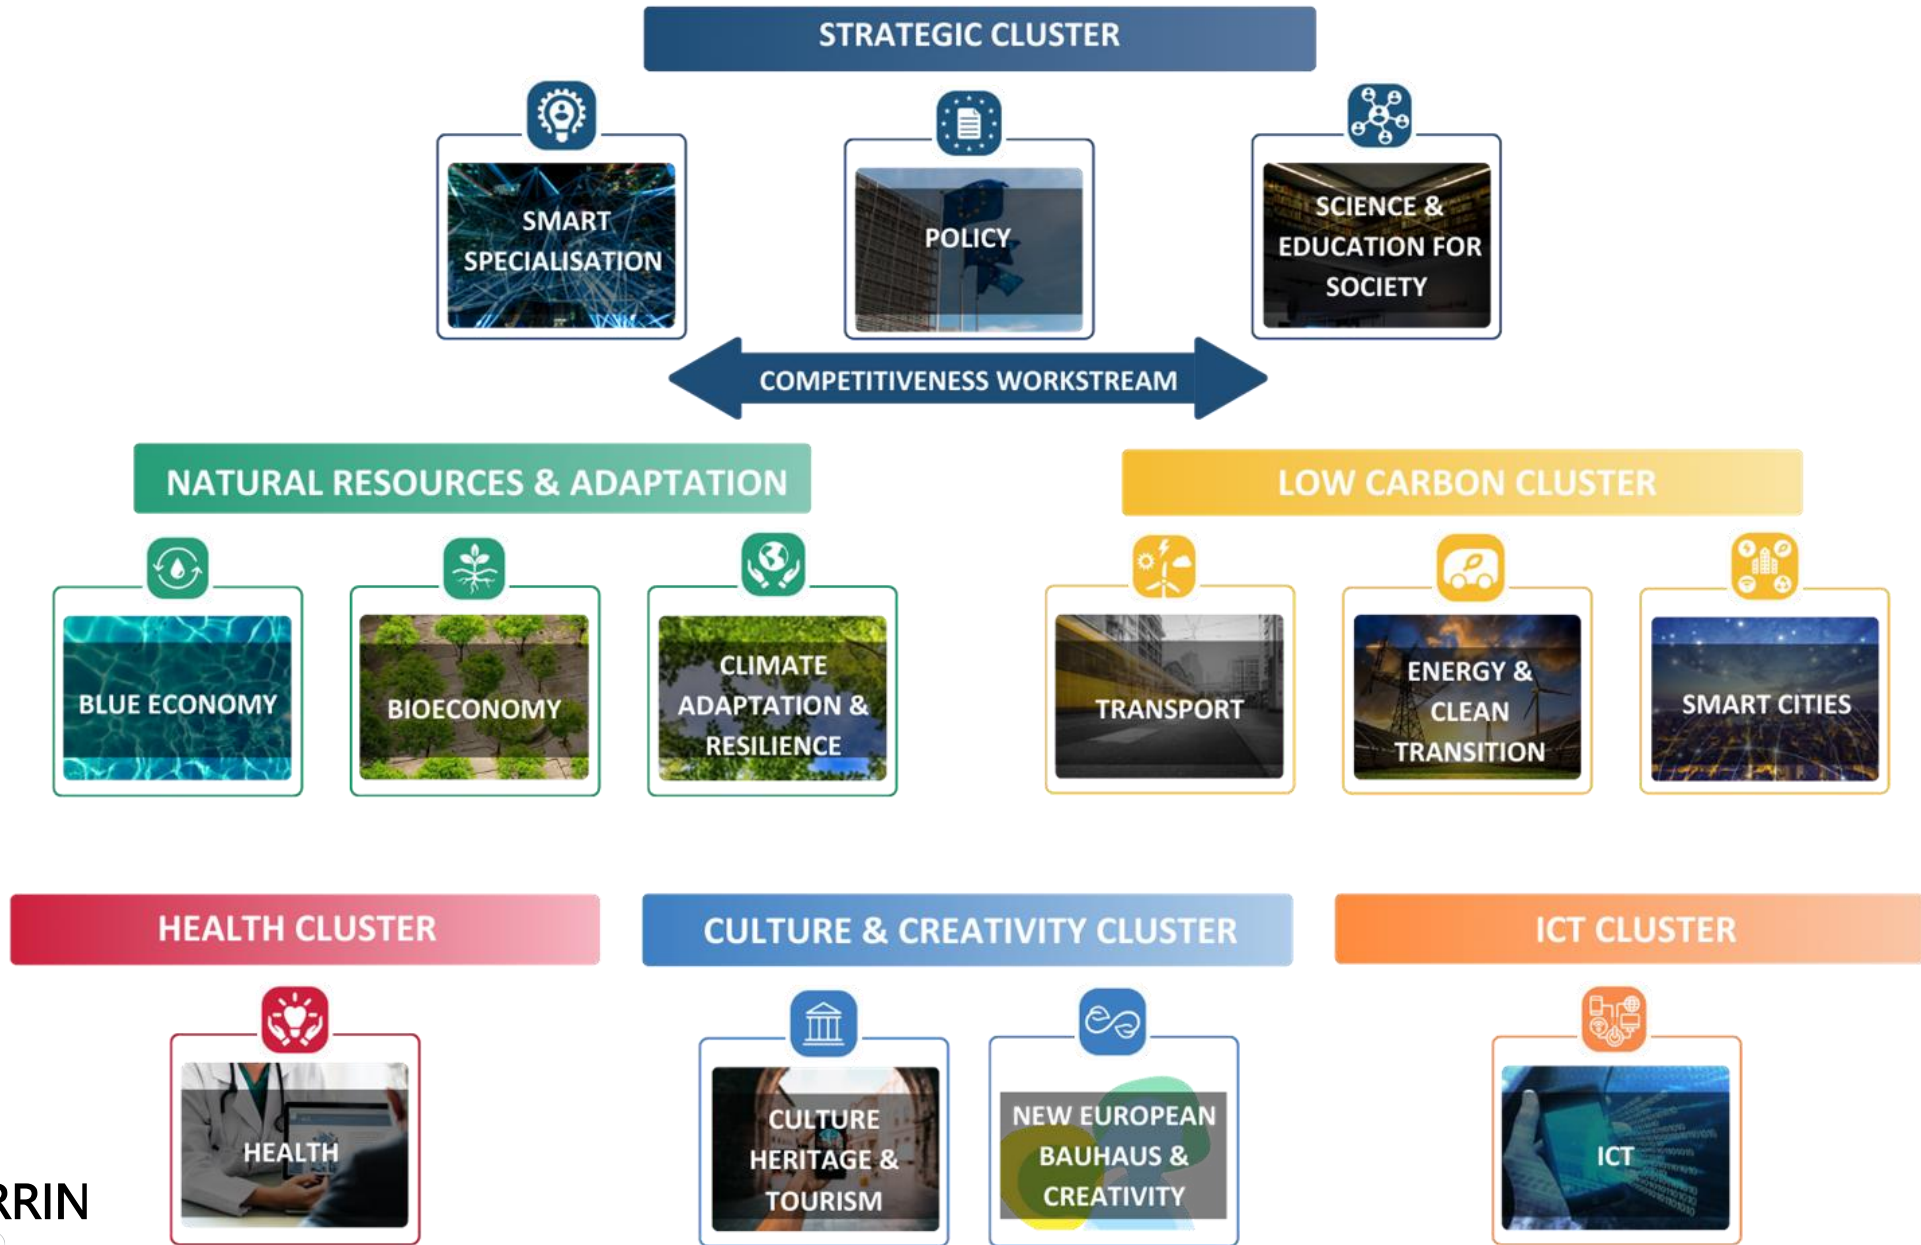 STRATEGIC CLUSTER
SMART
SPECIALISATION
POLICY
SCIENCE &
EDUCATION FOR
SOCIETY
COMPETITIVENESS WORKSTREAM
NATURAL RESOURCES & ADAPTATION
LOW CARBON CLUSTER
BLUE ECONOMY
BIOECONOMY
CLIMATE
ADAPTATION &
RESILIENCE
TRANSPORT
ENERGY &
CLEAN
TRANSITION
SMART CITIES
HEALTH CLUSTER
CULTURE & CREATIVITY CLUSTER
ICT CLUSTER
HEALTH
CULTURE
HERITAGE &
TOURISM
NEW EUROPEAN
BAUHAUS &
CREATIVITY
ICT
RRIN